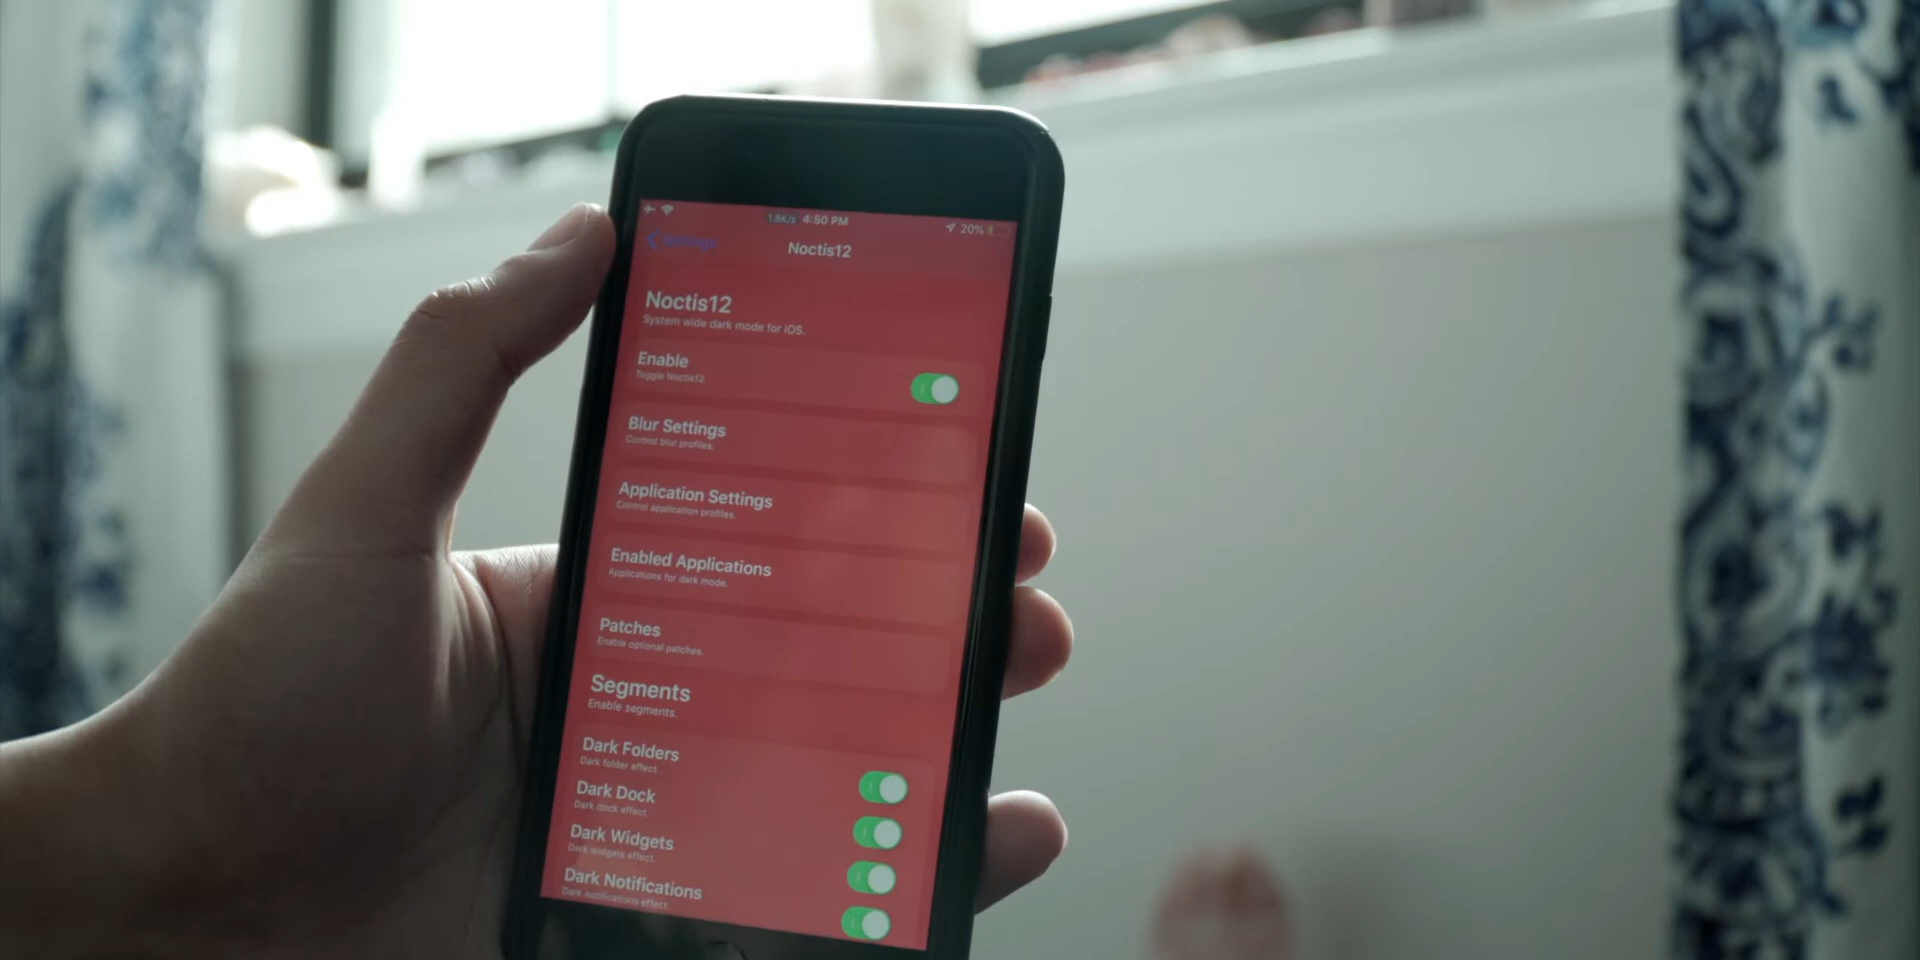 1.8K/s 4:50 PM
20%
Settings
Noctis12
Noctis12
System wide dark mode for iOS.
Enable
Toggle Noctis12.
Blur Settings
Control blur profiles.
Application Settings
Control application profiles.
Enabled Applications
Applications for dark mode.
Patches
Enable optional patches.
Segments
Enable segments.
Dark Folders
Dark folder effect.
Dark Dock
Dark dock effect.
Dark Widgets
Dark widgets effect.
Dark Notifications
Dark notifications effect.